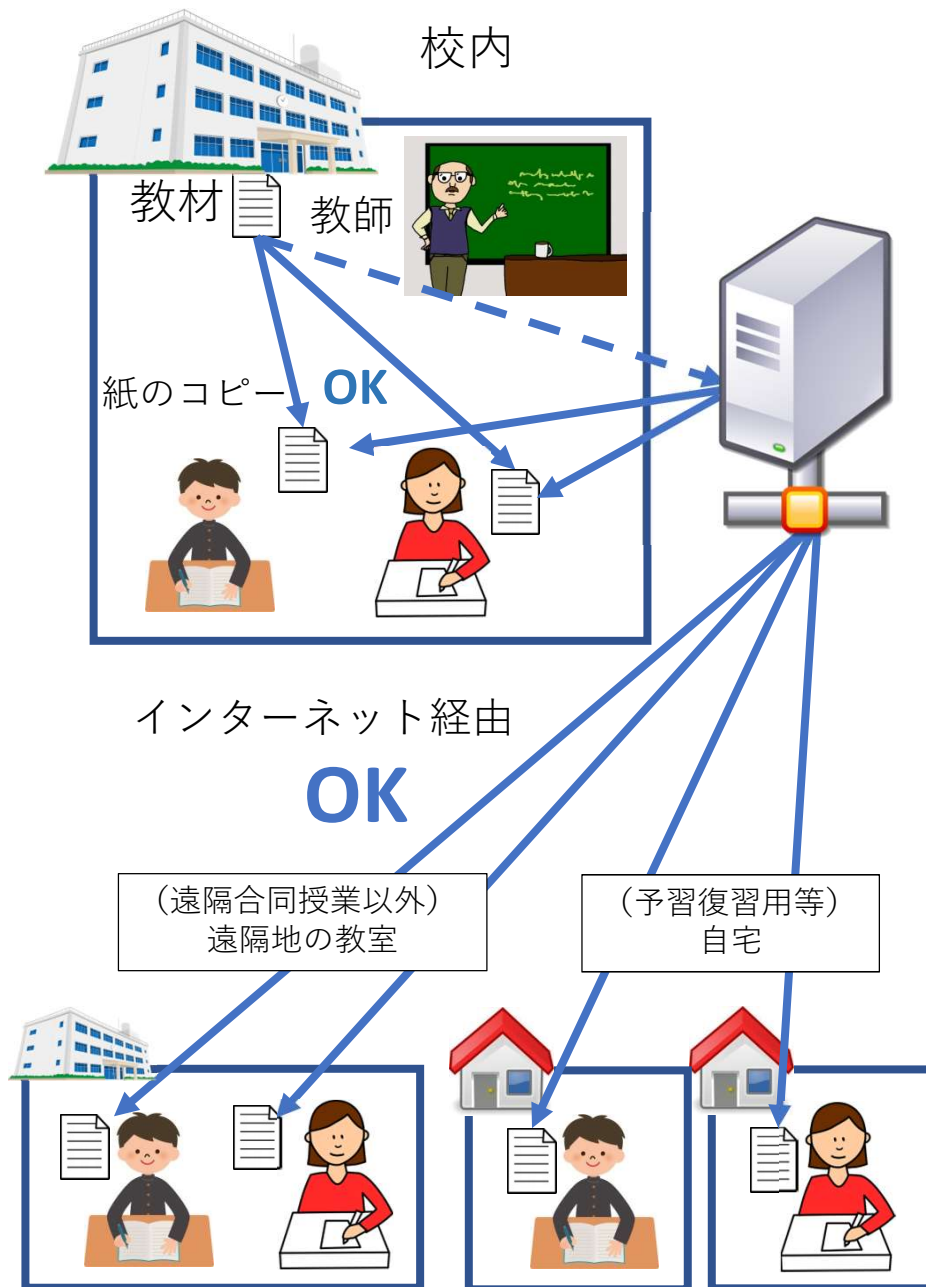 校内
教材
教師
紙のコピー
OK
インターネット経由
OK
（遠隔合同授業以外）
遠隔地の教室
（予習復習用等）
自宅